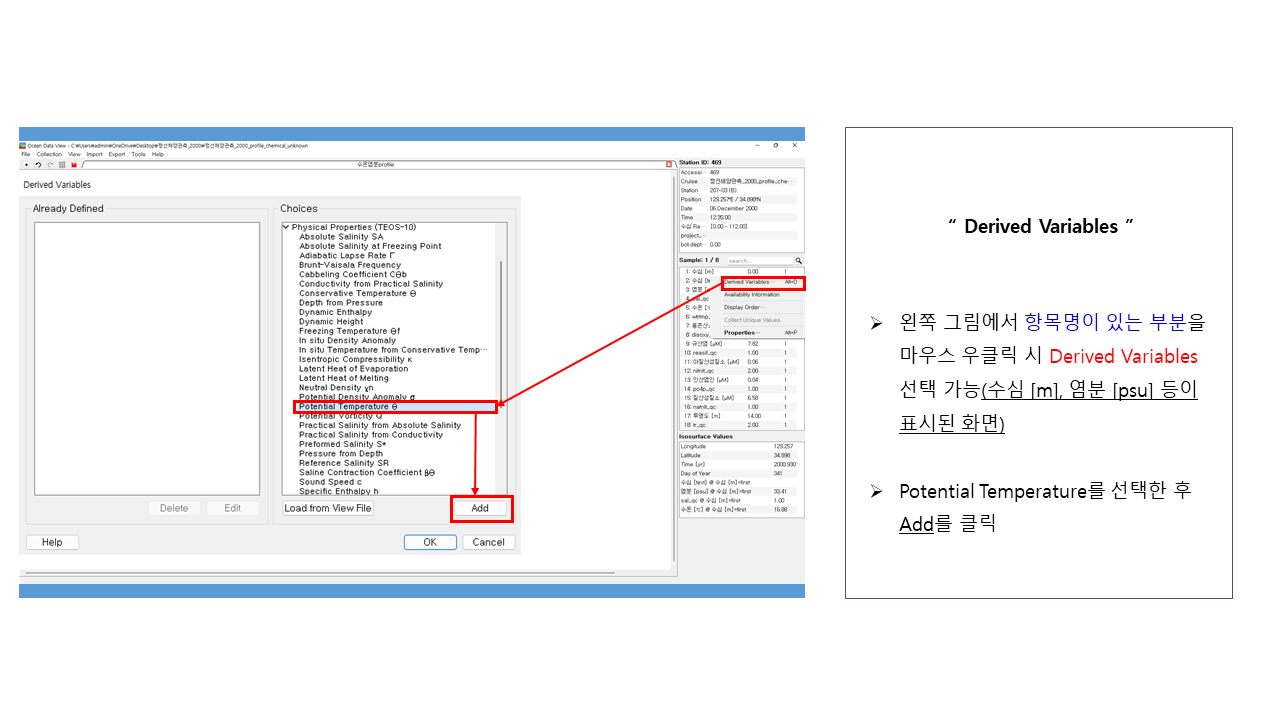 Ocean Data View - C:₩Users₩admin₩OneDrive₩Desktop₩정선해양관측_2000₩정선해양관측_2000_profile_chemical_unknown
File Collection View Import Export Tools Help
수온염분profile
Derived Variables
Already Defined
Delete
Edit
Choices
Physical Properties (TEOS-10)
Absolute Salinity SA
Absolute Salinity at Freezing Point
Adiabatic Lapse Rate Γ
Brunt-Vaisala Frequency
Cabbeling Coefficient CΘb
Conductivity from Practical Salinity
Conservative Temperature Θ
Depth from Pressure
Dynamic Enthalpy
Dynamic Height
Freezing Temperature Θf
In situ Density Anomaly
In situ Temperature from Conservative Temp…
Isentropic Compressibility κ
Latent Heat of Evaporation
Latent Heat of Melting
Neutral Density γn
Potential Density Anomaly σ
Potential Temperature θ
Potential Vorticity Q
Practical Salinity from Absolute Salinity
Practical Salinity from Conductivity
Preformed Salinity S*
Pressure from Depth
Reference Salinity SR
Saline Contraction Coefficient βΘ
Sound Speed c
Specific Enthalpy h
Load from View File
Add
Help
OK
Cancel
Station ID: 469
Accessi… 469
Cruise 정선해양관측_2000_profile_che…
Station 207-03 (B)
Position 129.257°E / 34.898°N
Date 06 December 2000
Time 12:35:00
수심 Ra… [0.00 - 112.00]
project_…
bot.dept… 0.00
Sample: 1 / 8
search...
1: 수심 [m] 0.00 1
2: 수심 [te
3: 염분 [p
5: 수온 [℃
7: 용존산소
8: disoxy_
Derived Variables… Alt+D
Availability Information
Display Order…
Collect Unique Values
Properties… Alt+P
9: 규산염 [μM] 7.82 1
10: reasil_qc 1.00 1
11: 아질산성질소 [μM] 0.06 1
12: nitnit_qc 2.00 1
13: 인산염인 [μM] 0.04 1
14: po4p_qc 1.00 1
15: 질산성질소 [μM] 6.58 1
16: natnit_qc 1.00 1
17: 투명도 [m] 14.00 1
18: tr_qc 2.00 1
Isosurface Values
Longitude 129.257
Latitude 34.898
Time [yr] 2000.930
Day of Year 341
수심 [test] @ 수심 [m]=first
염분 [psu] @ 수심 [m]=first 33.41
sal_qc @ 수심 [m]=first 1.00
수온 [℃] @ 수심 [m]=first 16.88
“ Derived Variables ”
➢ 왼쪽 그림에서 항목명이 있는 부분을
마우스 우클릭 시 Derived Variables
선택 가능(수심 [m], 염분 [psu] 등이
표시된 화면)
➢ Potential Temperature를 선택한 후
Add를 클릭